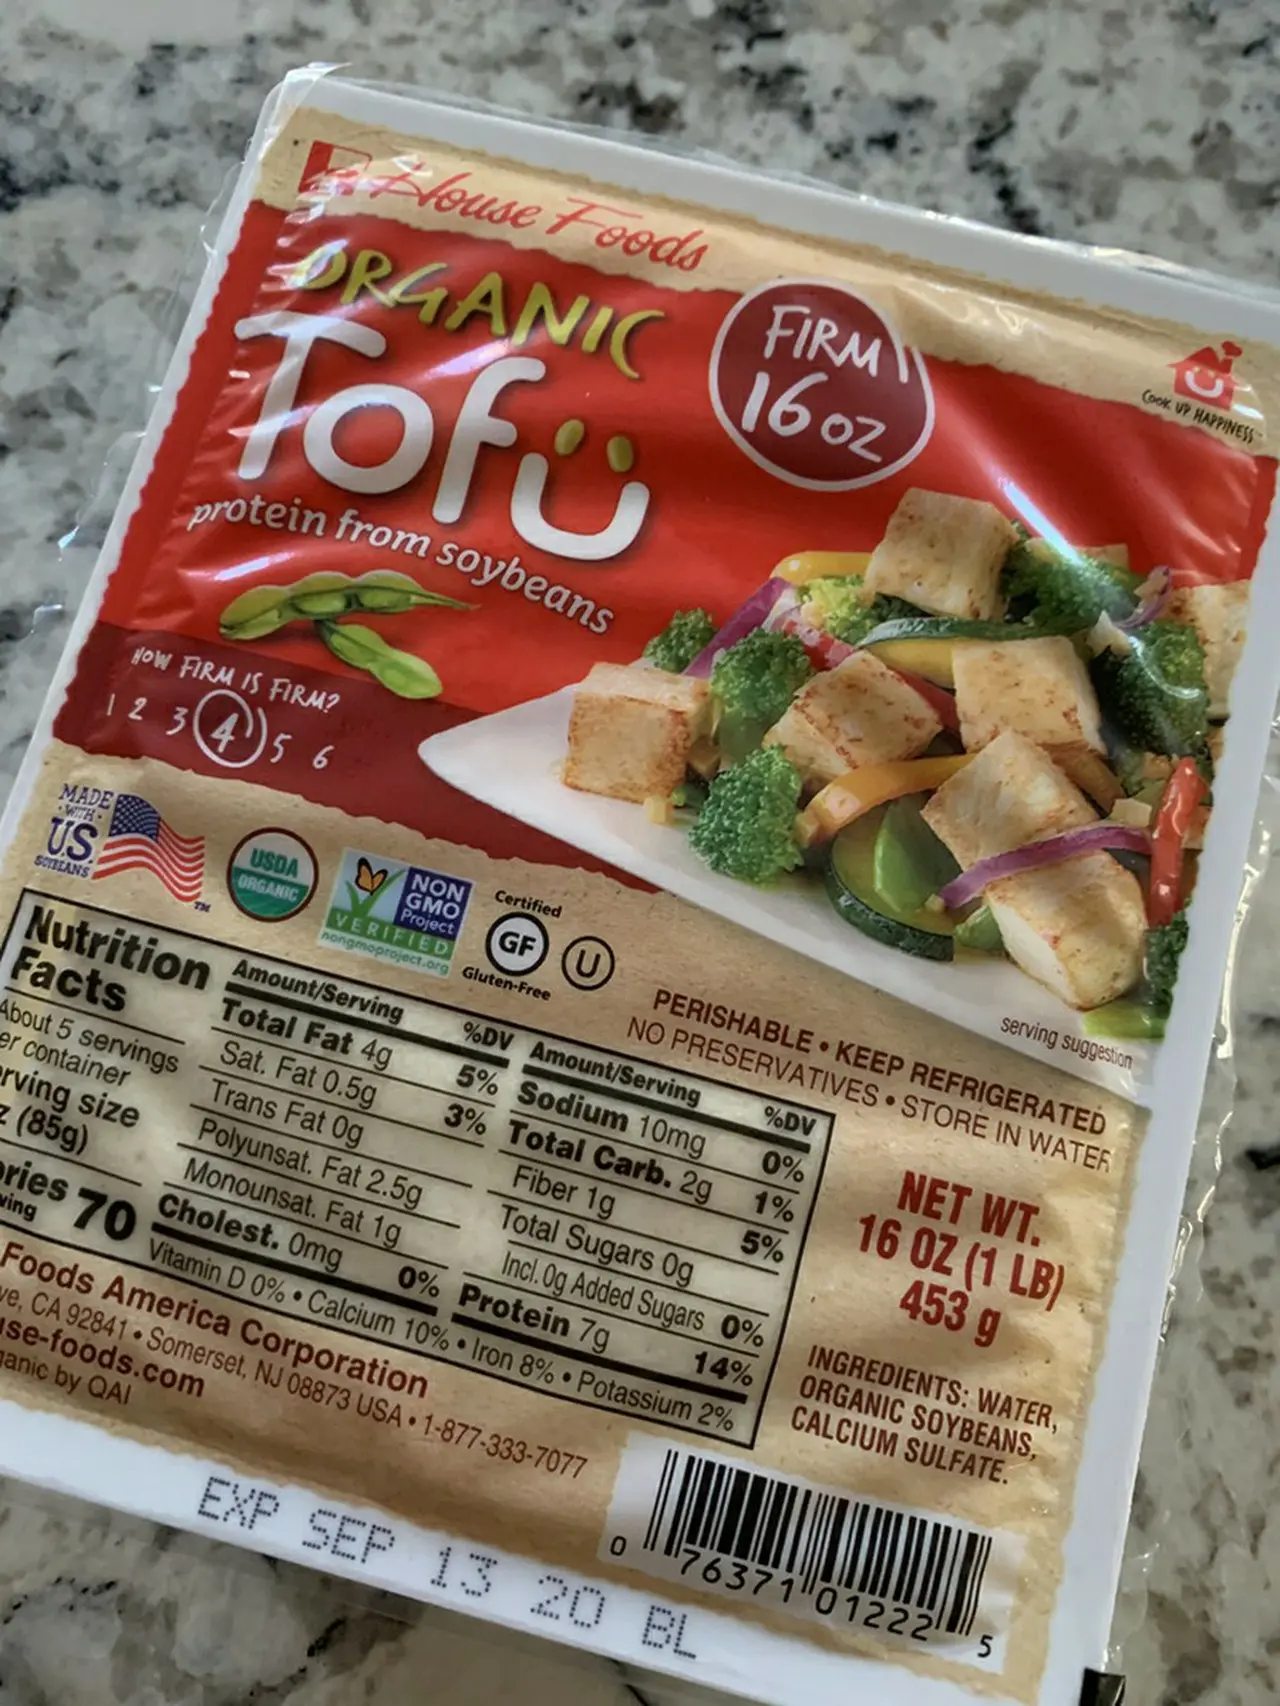 House Foods
ORGANIC
Tofu
protein from soybeans
FIRM
16 oz
COOK UP HAPPINESS
HOW FIRM IS FIRM?
1 2 3 4 5 6
MADE
WITH
US
SOYBEANS
TM
USDA
ORGANIC
NON
GMO
Project
VERIFIED
nongmoproject.org
Certified
GF
Gluten-Free
U
serving suggestion
PERISHABLE • KEEP REFRIGERATED
NO PRESERVATIVES • STORE IN WATER
Nutrition
Facts
About 5 servings
container
size
(85g)
70
Amount/Serving %DV
Total Fat 4g 5%
Sat. Fat 0.5g 3%
Trans Fat 0g
Polyunsat. Fat 2.5g
Monounsat. Fat 1g
Cholest. 0mg 0%
Amount/Serving %DV
Sodium 10mg 0%
Total Carb. 2g 1%
Fiber 1g 5%
Total Sugars 0g
Incl. 0g Added Sugars 0%
Protein 7g 14%
Vitamin D 0% • Calcium 10% • Iron 8% • Potassium 2%
Foods America Corporation
CA 92841 • Somerset, NJ 08873 USA • 1-877-333-7077
se-foods.com
by QAI
NET WT.
16 OZ (1 LB)
453 g
INGREDIENTS: WATER,
ORGANIC SOYBEANS,
CALCIUM SULFATE.
EXP SEP 13 20 BL
0 76371 01222 5